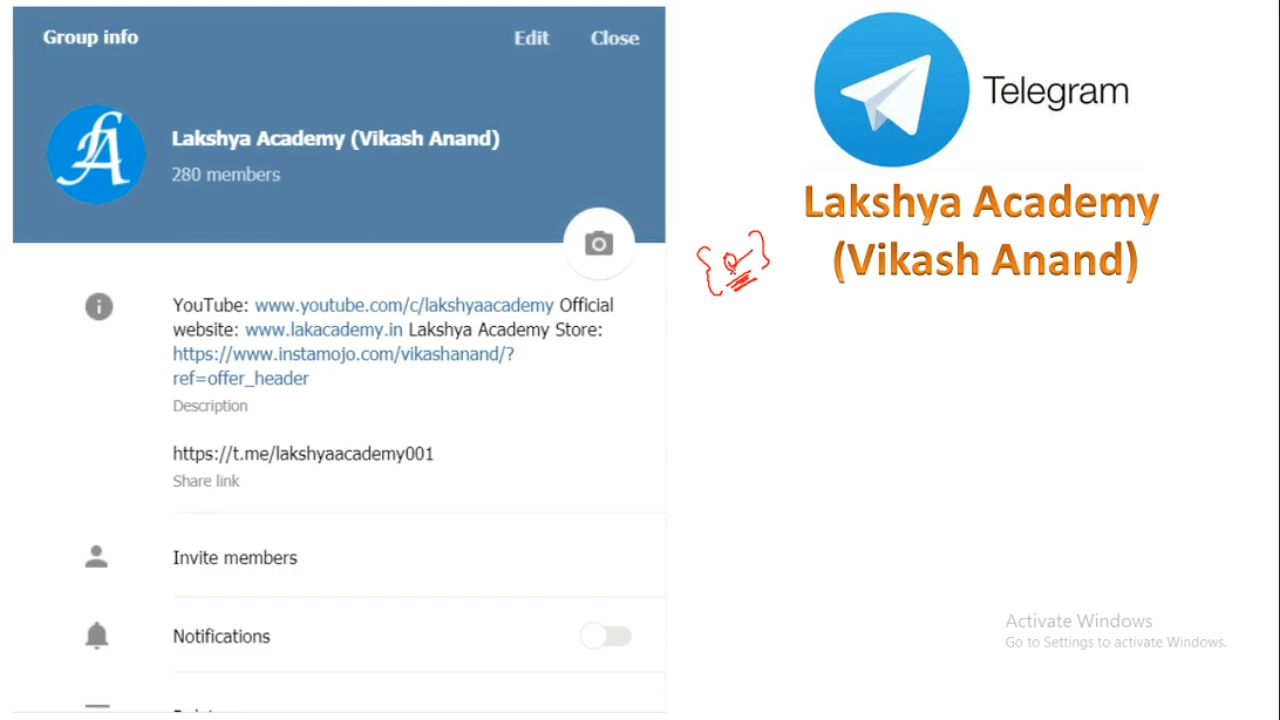 Group info
Edit Close
Lakshya Academy (Vikash Anand)
280 members
YouTube: www.youtube.com/c/lakshyaacademy Official
website: www.lakacademy.in Lakshya Academy Store:
https://www.instamojo.com/vikashanand/?
ref=offer_header
Description
https://t.me/lakshyaacademy001
Share link
Invite members
Notifications
Telegram
Lakshya Academy
(Vikash Anand)
Activate Windows
Go to Settings to activate Windows.